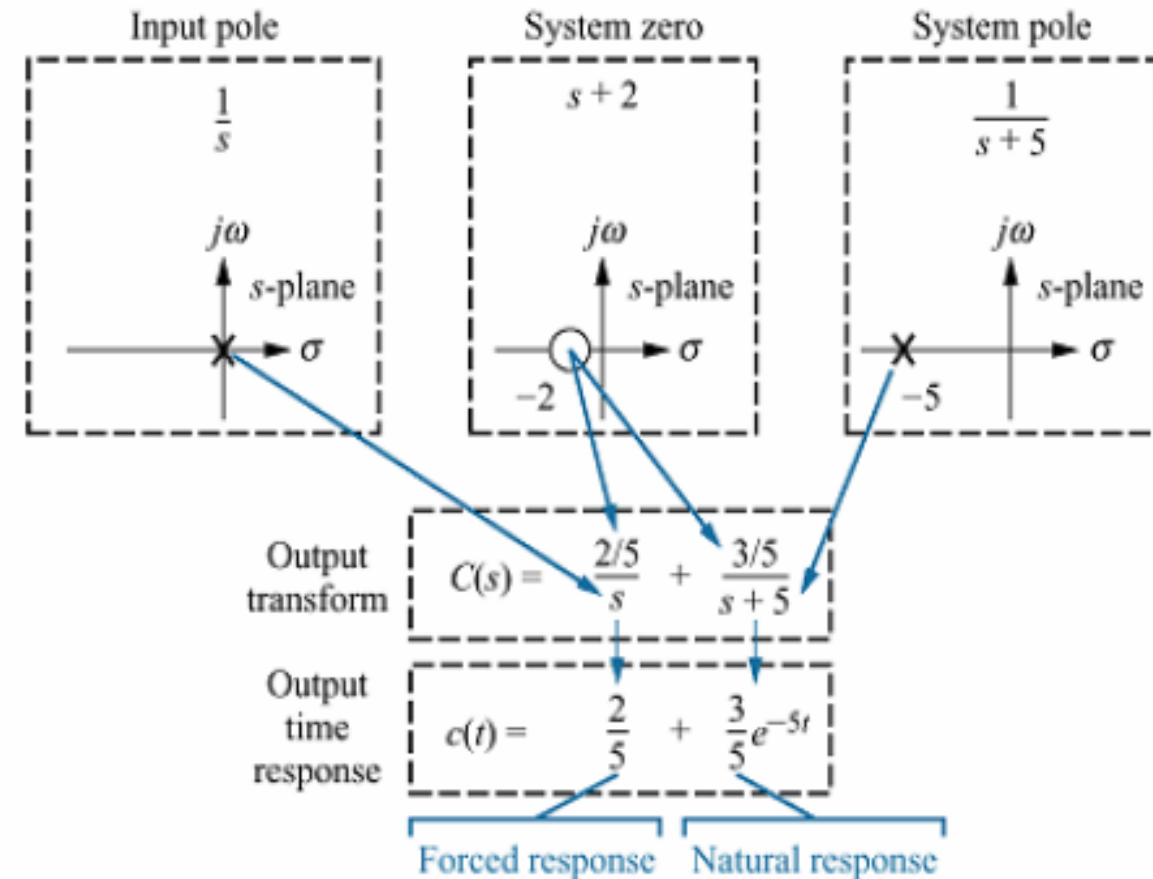 Input pole
System zero
System pole
1
s
s + 2
1
s + 5
jω
s-plane
σ
jω
s-plane
σ
−2
jω
s-plane
σ
−5
Output
transform
C(s) = 2/5 / s + 3/5 / s + 5
Output
time
response
c(t) = 2/5 + 3/5 e^−5t
Forced response
Natural response